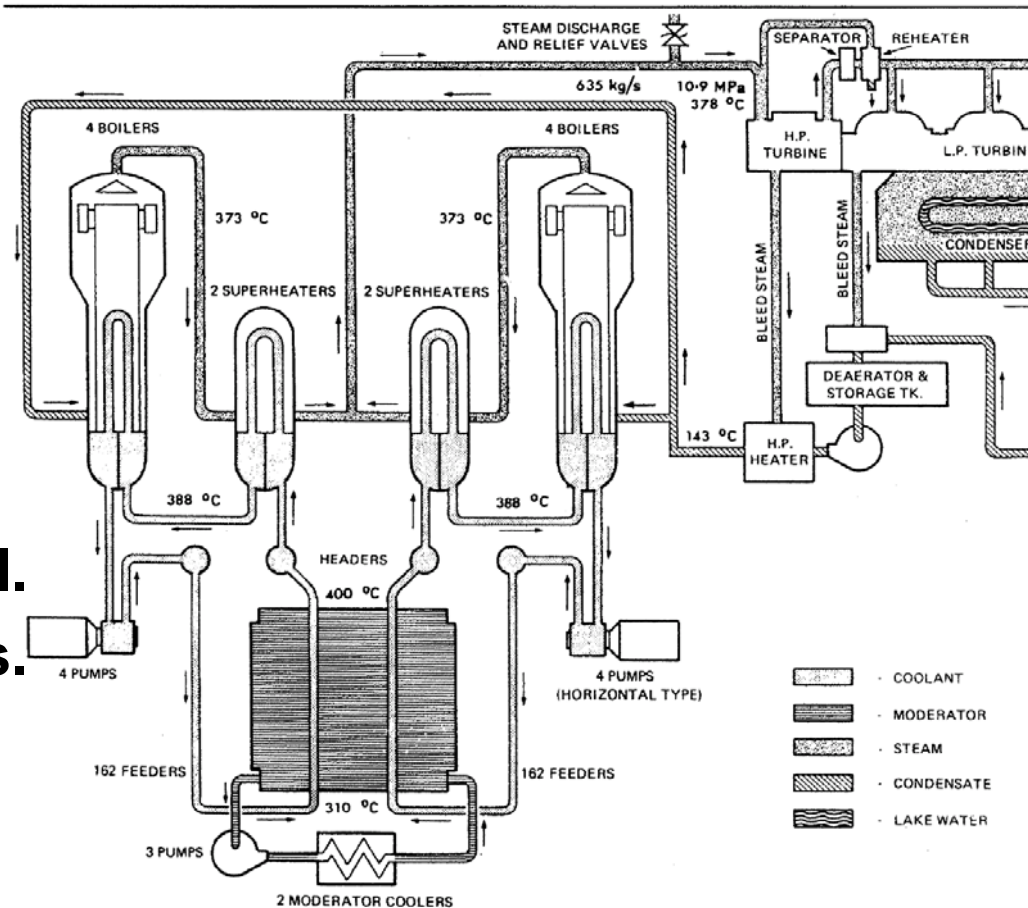 STEAM DISCHARGE
AND RELIEF VALVES
SEPARATOR
REHEATER
635 kg/s
10·9 MPa
378 °C
4 BOILERS
4 BOILERS
H.P.
TURBINE
L.P. TURBIN
373 °C
373 °C
BLEED STEAM
BLEED STEAM
CONDENSER
2 SUPERHEATERS
2 SUPERHEATERS
DEAERATOR &
STORAGE TK.
143 °C
H.P.
HEATER
388 °C
388 °C
HEADERS
400 °C
s.
4 PUMPS
4 PUMPS
(HORIZONTAL TYPE)
- COOLANT
- MODERATOR
- STEAM
- CONDENSATE
- LAKE WATER
162 FEEDERS
162 FEEDERS
310 °C
3 PUMPS
2 MODERATOR COOLERS